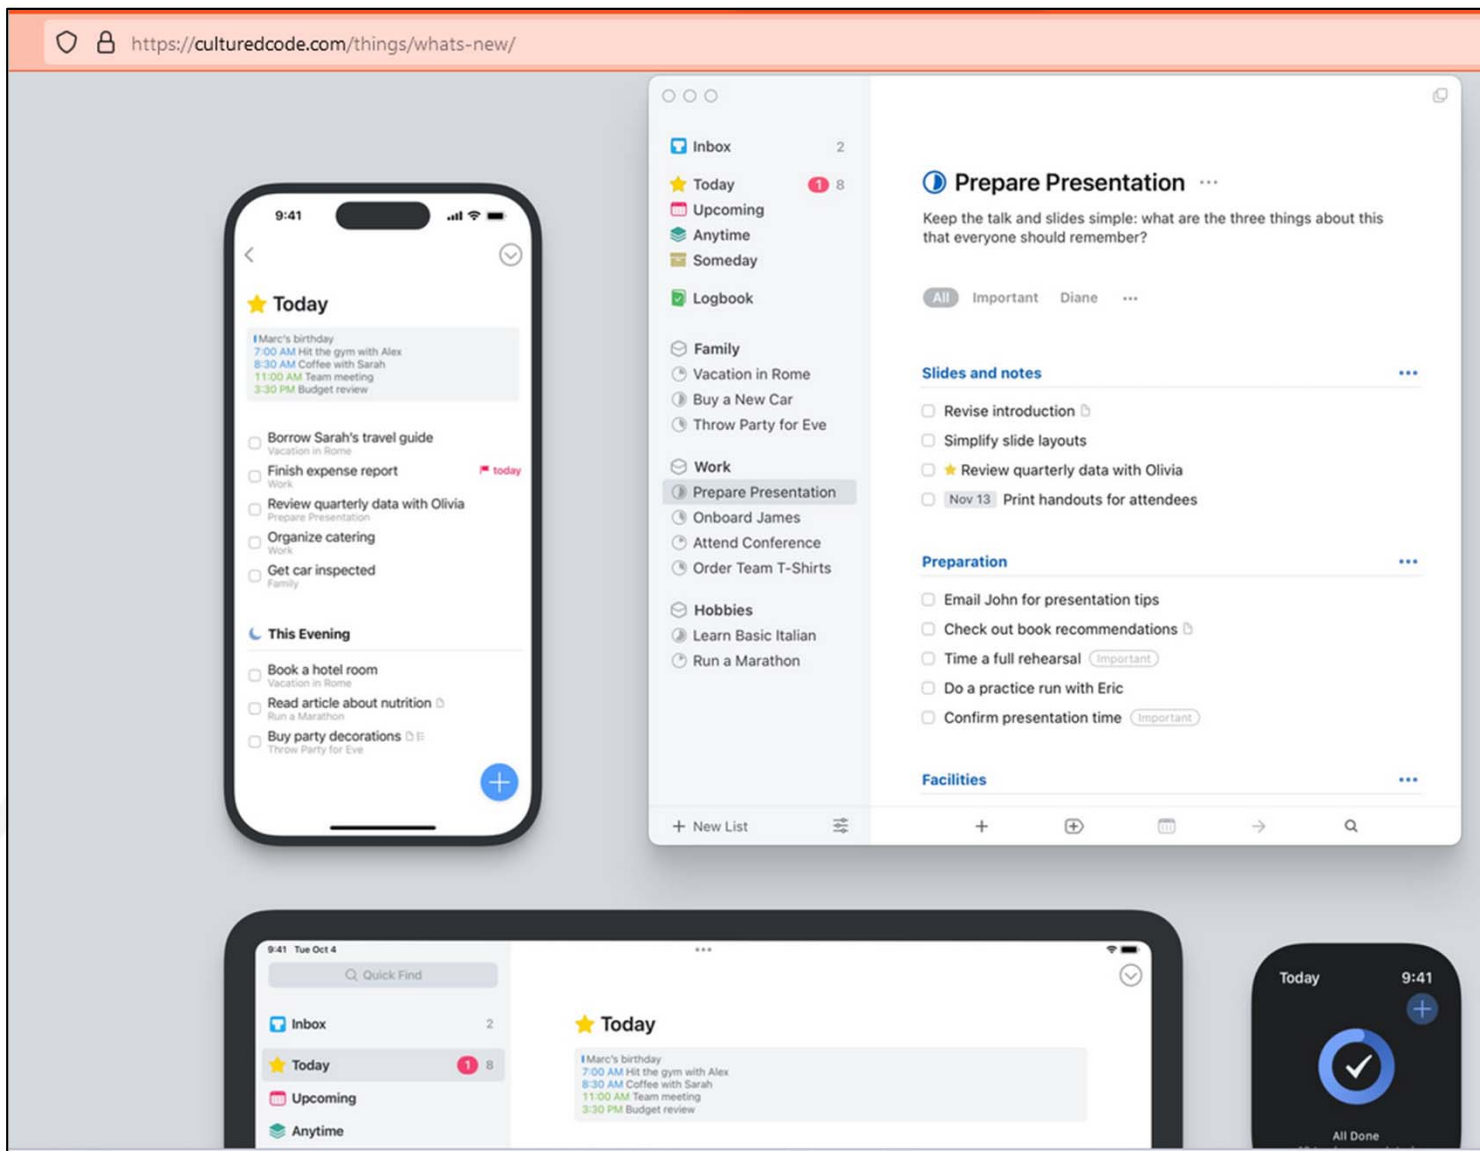 https://culturedcode.com/things/whats-new/
9:41
Today
Marc's birthday
7:00 AM Hit the gym with Alex
8:30 AM Coffee with Sarah
11:00 AM Team meeting
3:30 PM Budget review
Borrow Sarah's travel guide
Vacation in Rome
Finish expense report today
Work
Review quarterly data with Olivia
Prepare Presentation
Organize catering
Work
Get car inspected
Family
This Evening
Book a hotel room
Vacation in Rome
Read article about nutrition
Run a Marathon
Buy party decorations
Throw Party for Eve
Inbox 2
Today 1 8
Upcoming
Anytime
Someday
Logbook
Family
Vacation in Rome
Buy a New Car
Throw Party for Eve
Work
Prepare Presentation
Onboard James
Attend Conference
Order Team T-Shirts
Hobbies
Learn Basic Italian
Run a Marathon
+ New List
Prepare Presentation ...
Keep the talk and slides simple: what are the three things about this
that everyone should remember?
All Important Diane ...
Slides and notes
Revise introduction
Simplify slide layouts
Review quarterly data with Olivia
Nov 13 Print handouts for attendees
Preparation
Email John for presentation tips
Check out book recommendations
Time a full rehearsal Important
Do a practice run with Eric
Confirm presentation time Important
Facilities
9:41 Tue Oct 4
Quick Find
Inbox 2
Today 1 8
Upcoming
Anytime
Today
Marc's birthday
7:00 AM Hit the gym with Alex
8:30 AM Coffee with Sarah
11:00 AM Team meeting
3:30 PM Budget review
Today 9:41
All Done